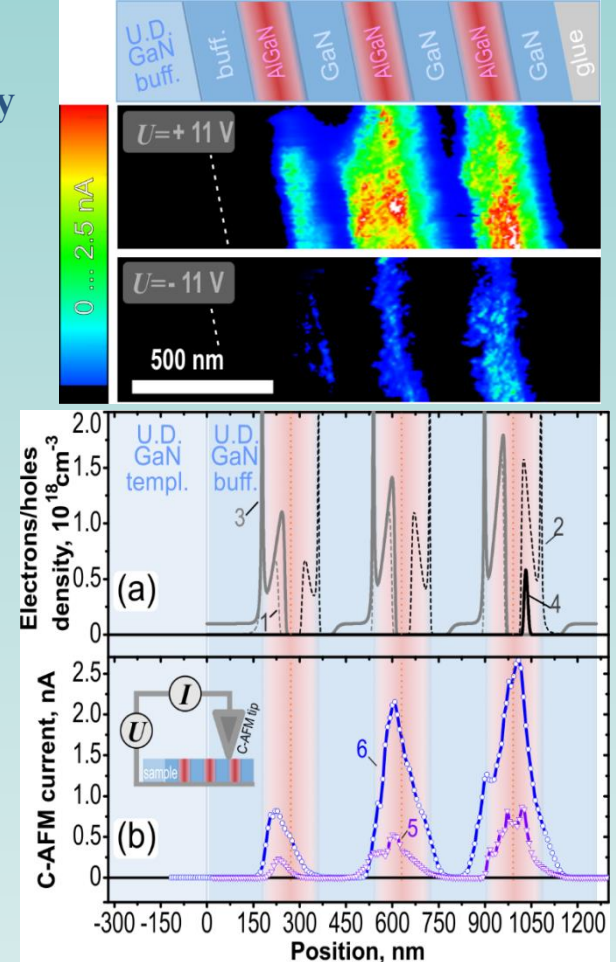 y
U.D.
GaN
buff.
buff.
AlGaN
GaN
AlGaN
GaN
AlGaN
GaN
glue
0 ... 2.5 nA
U=+ 11 V
U=- 11 V
500 nm
Electrons/holes
density, 10^18 cm^-3
2.0
1.5
1.0
0.5
0
U.D.
GaN
templ.
U.D.
GaN
buff.
3
1
2
4
(a)
C-AFM current, nA
2.5
2.0
1.5
1.0
0.5
0
I
U
C-AFM tip
sample
6
5
(b)
-300 -150 0 150 300 450 600 750 900 1050 1200
Position, nm